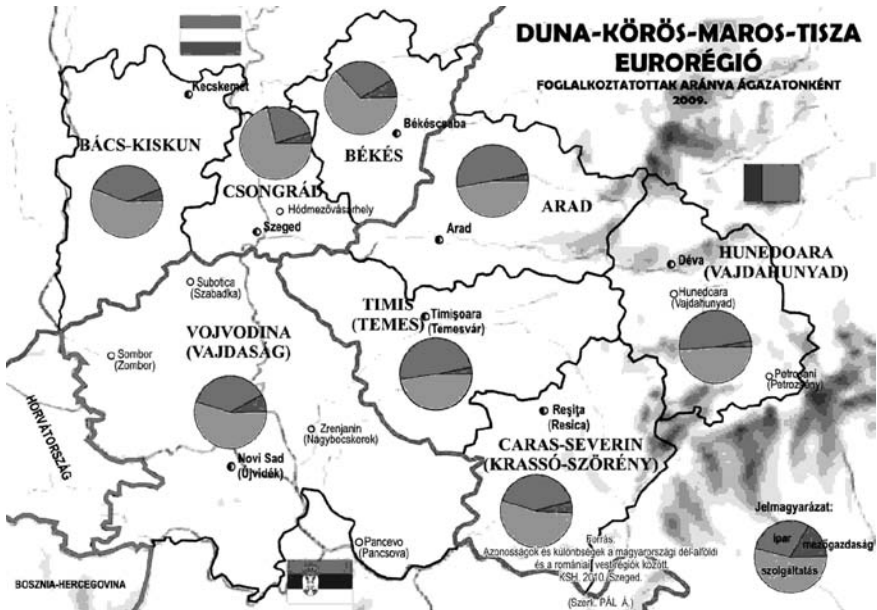 DUNA-KÖRÖS-MAROS-TISZA
EURORÉGIÓ
FOGLALKOZTATOTTAK ARÁNYA ÁGAZATONKÉNT
2009.
Kecskemét
Békéscsaba
BÁCS-KISKUN
BÉKÉS
CSONGRÁD
ARAD
Hódmezővásárhely
Szeged
Arad
HUNEDOARA
(VAJDAHUNYAD)
Déva
Hunedoara
(Vajdahunyad)
Subotica
(Szabadka)
TIMIS
(TEMES)
Timişoara
(Temesvár)
VOJVODINA
(VAJDASÁG)
Sombor
(Zombor)
Petrosani
(Petrozsény)
HORVÁTORSZÁG
Reşiţa
(Resica)
Zrenjanin
(Nagybecskerek)
CARAS-SEVERIN
(KRASSÓ-SZÖRÉNY)
Novi Sad
(Újvidék)
Pancevo
(Pancsova)
Jelmagyarázat:
ipar
mezőgazdaság
szolgáltatás
Forrás:
Azonosságok és különbségek a magyarországi dél-alföldi
és a romániai vest régiók között.
KSH, 2010. Szeged.
(Szerk. PÁL Á.)
BOSZNIA-HERCEGOVINA